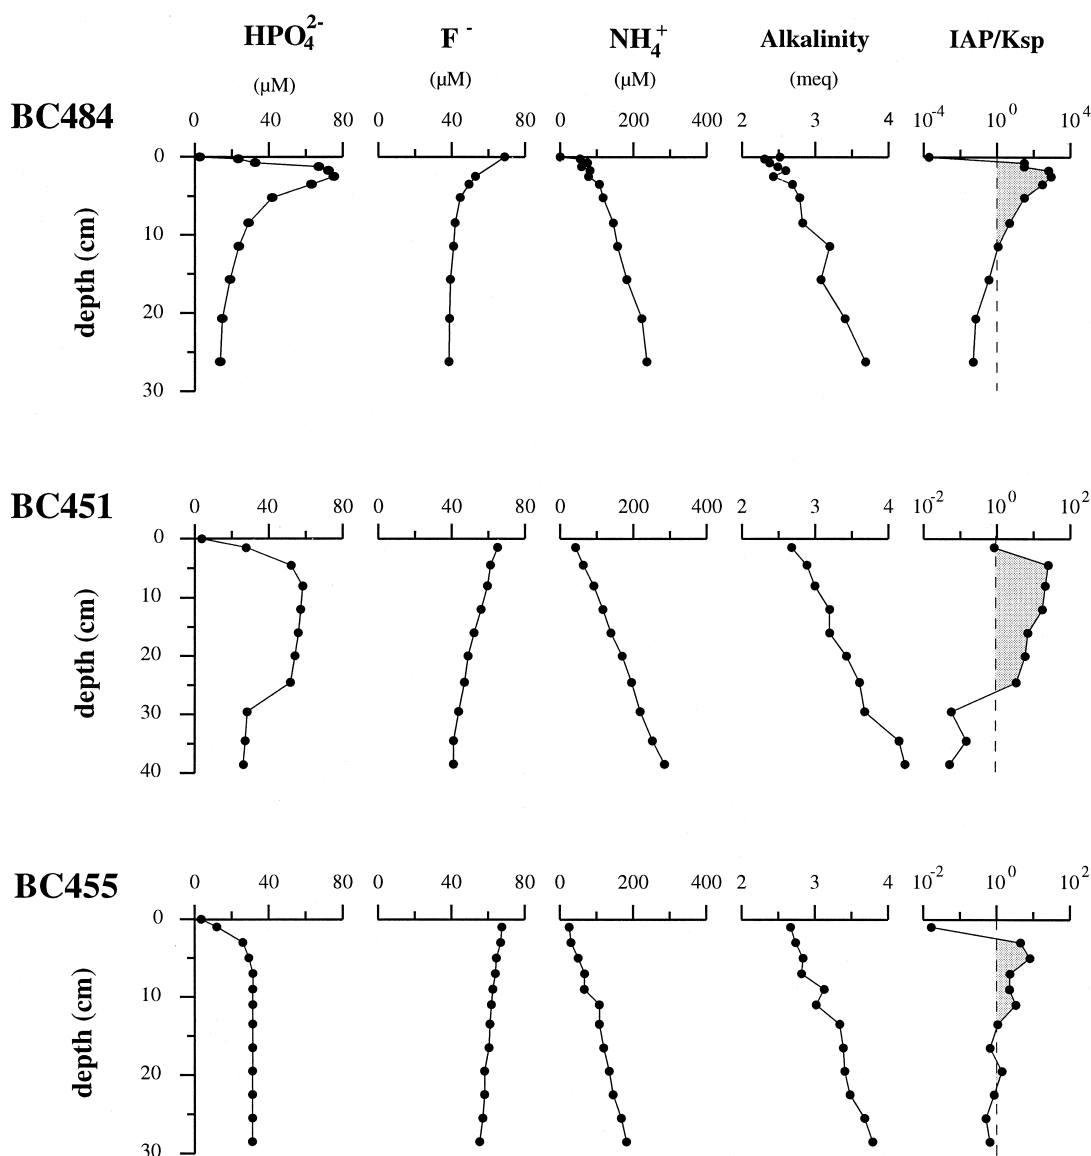 HPO₄²⁻ F⁻ NH₄⁺ Alkalinity IAP/Ksp
(µM) (µM) (µM) (meq)
BC484
0 40 80 0 40 80 0 200 400 2 3 4 10⁻⁴ 10⁰ 10⁴
0
10
20
30
depth (cm)
BC451
0 40 80 0 40 80 0 200 400 2 3 4 10⁻² 10⁰ 10²
0
10
20
30
40
depth (cm)
BC455
0 40 80 0 40 80 0 200 400 2 3 4 10⁻² 10⁰ 10²
0
10
20
30
depth (cm)